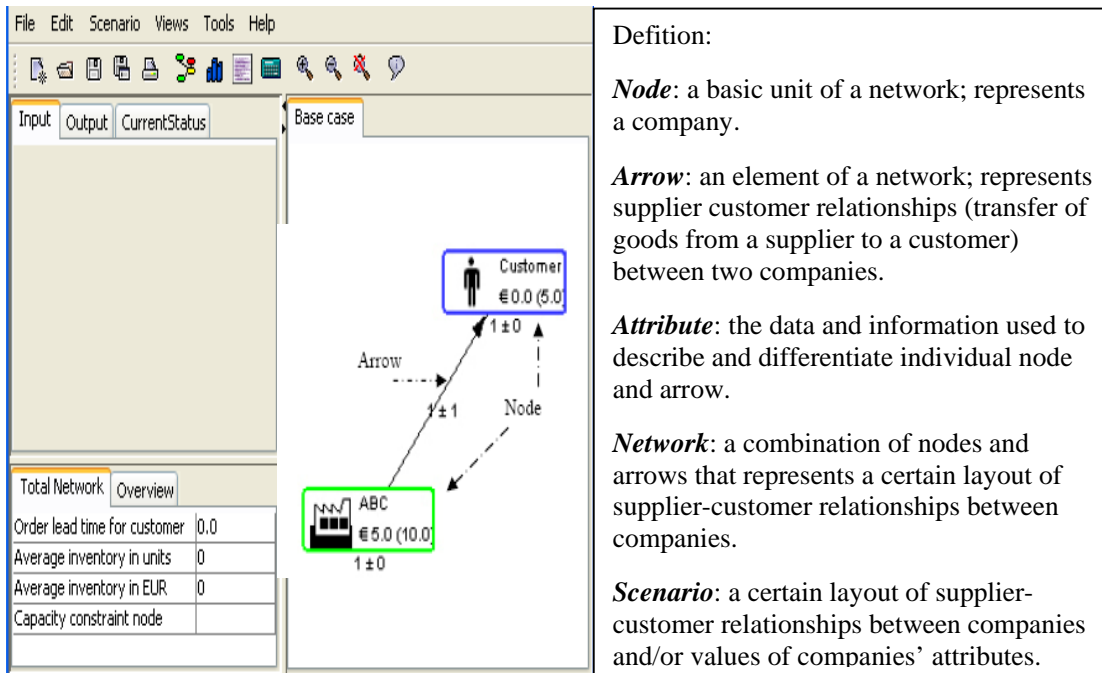 File Edit Scenario Views Tools Help
Input Output CurrentStatus
Base case
Customer
€ 0.0 (5.0)
1 ± 0
Arrow
1 ± 1
Node
ABC
€ 5.0 (10.0)
1 ± 0
Total Network Overview
Order lead time for customer 0.0
Average inventory in units 0
Average inventory in EUR 0
Capacity constraint node
Defition:
Node: a basic unit of a network; represents
a company.
Arrow: an element of a network; represents
supplier customer relationships (transfer of
goods from a supplier to a customer)
between two companies.
Attribute: the data and information used to
describe and differentiate individual node
and arrow.
Network: a combination of nodes and
arrows that represents a certain layout of
supplier-customer relationships between
companies.
Scenario: a certain layout of supplier-
customer relationships between companies
and/or values of companies’ attributes.